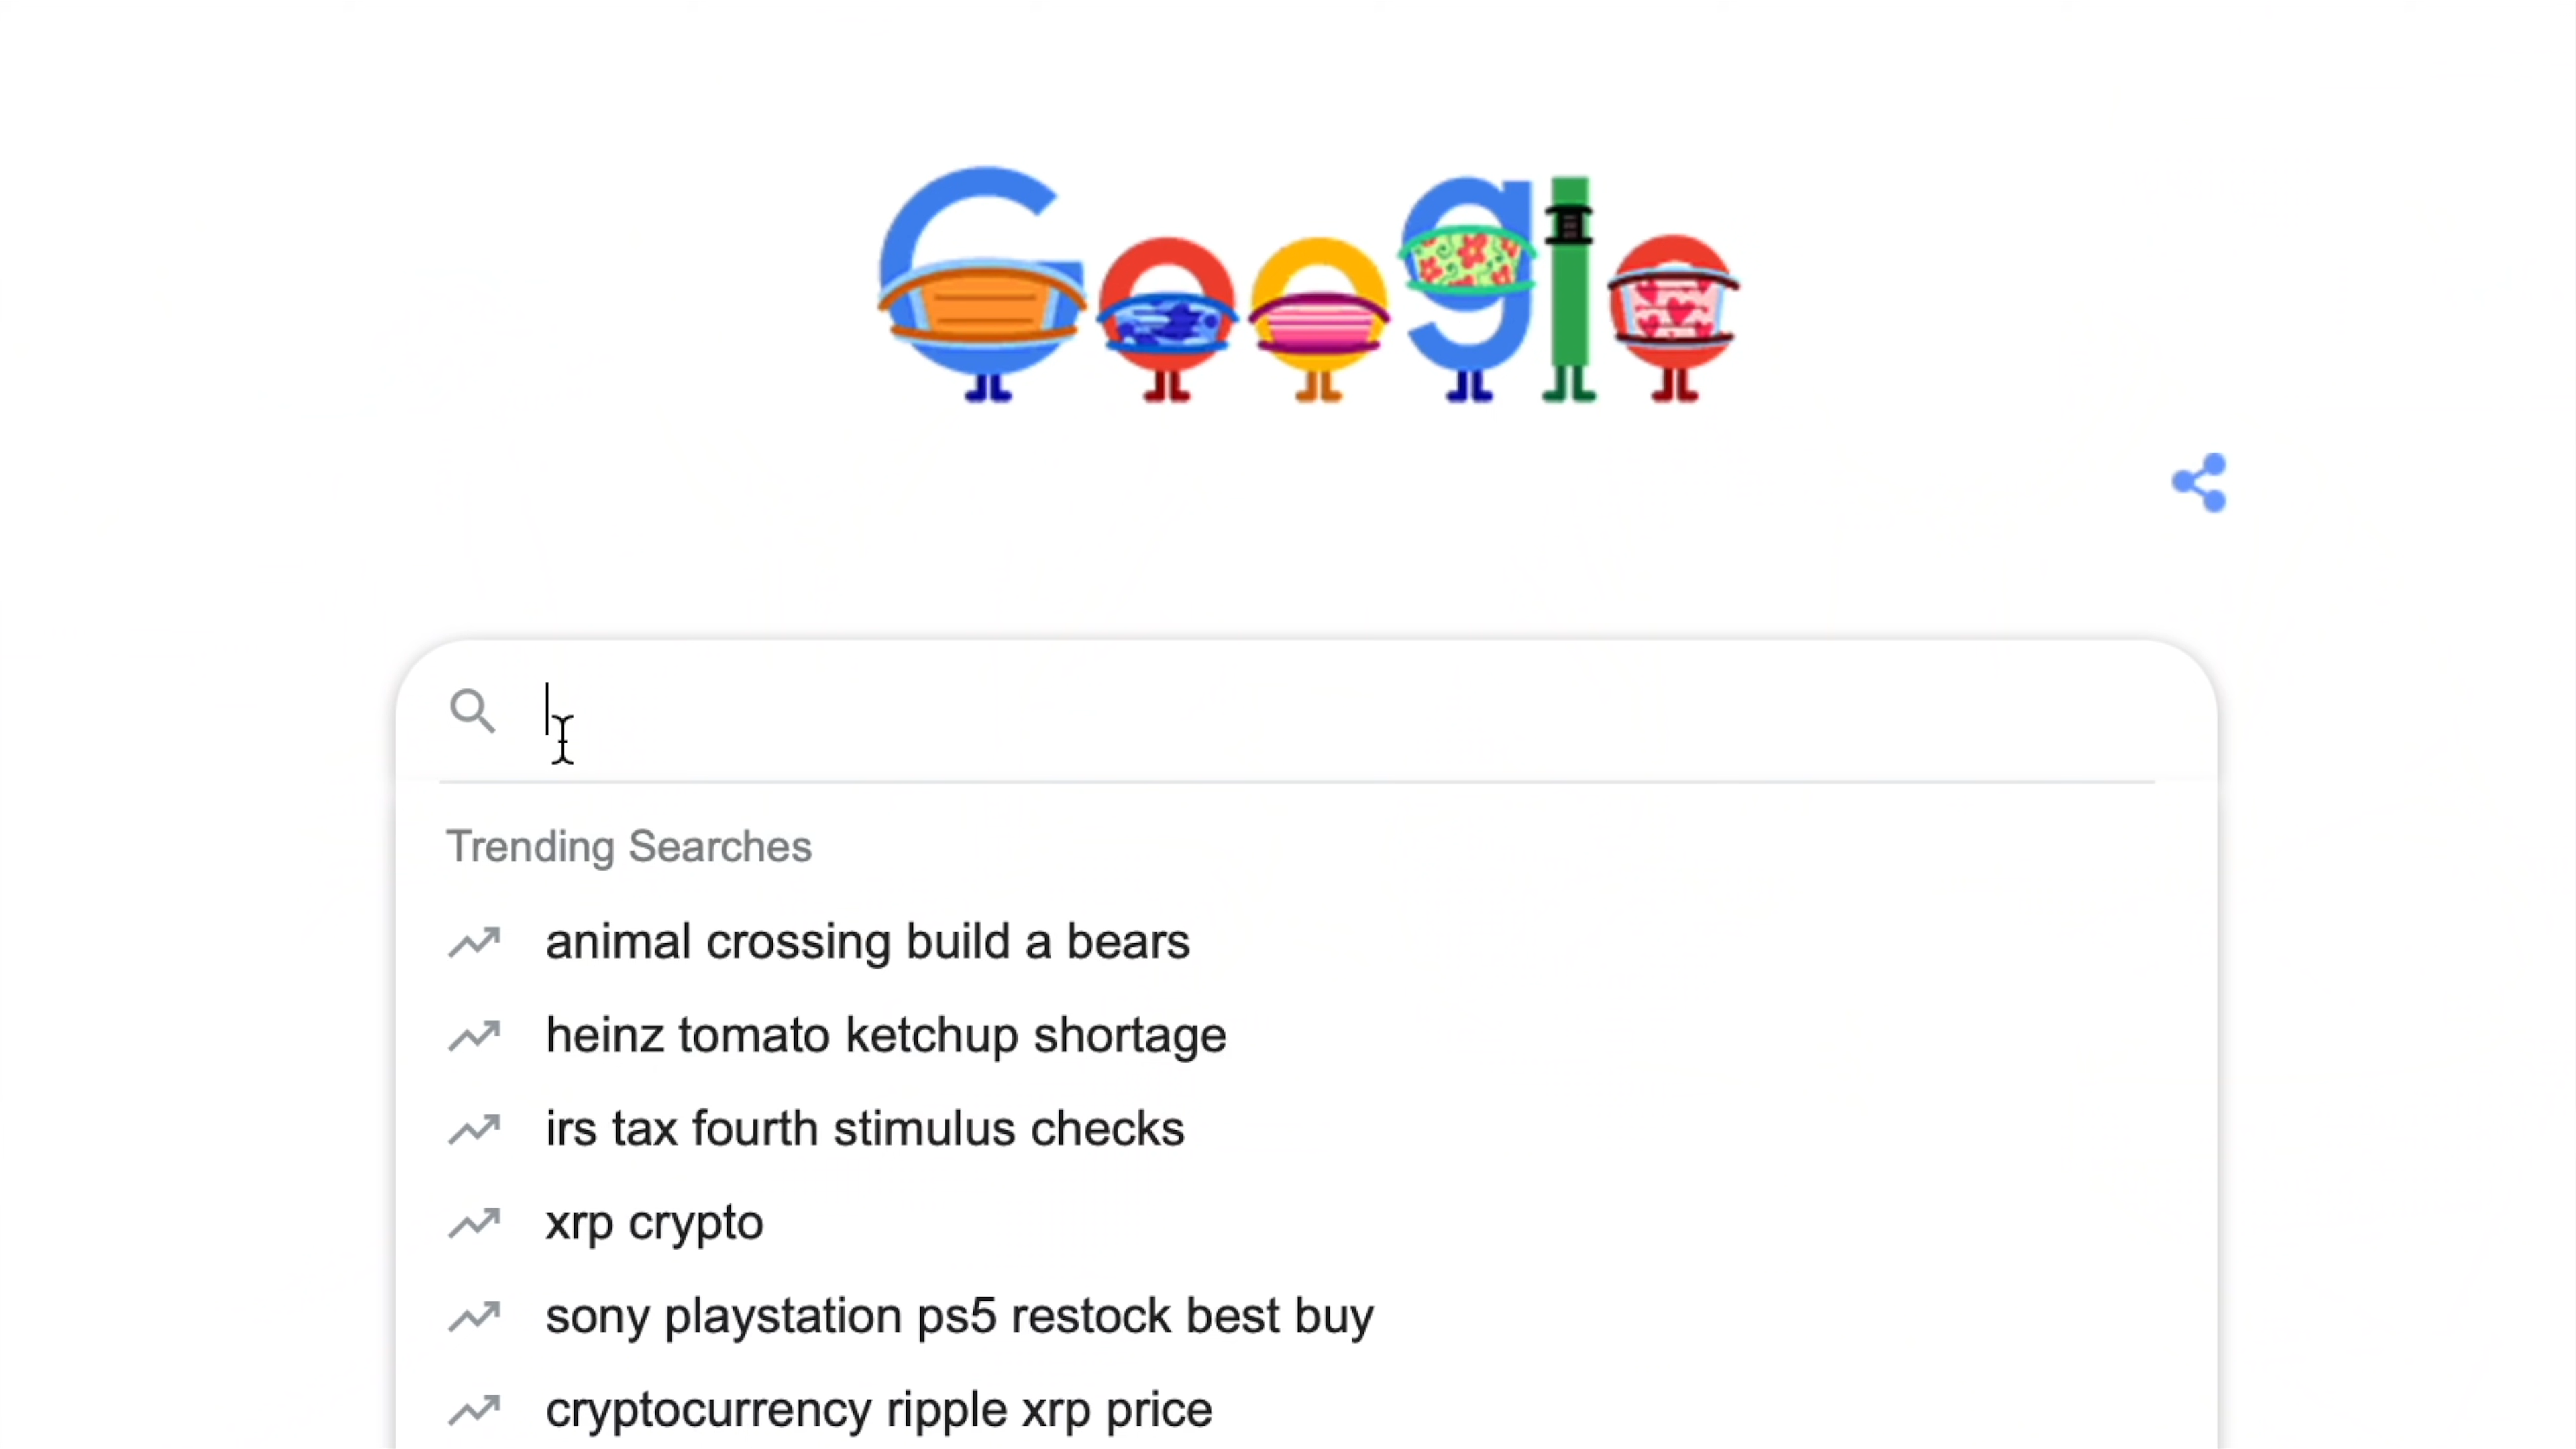 Google
Trending Searches
animal crossing build a bears
heinz tomato ketchup shortage
irs tax fourth stimulus checks
xrp crypto
sony playstation ps5 restock best buy
cryptocurrency ripple xrp price